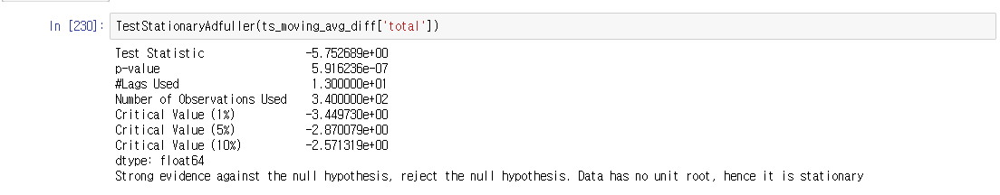 In [230]: TestStationaryAdfuller(ts_moving_avg_diff['total'])
Test Statistic -5.752689e+00
p-value 5.916236e-07
#Lags Used 1.300000e+01
Number of Observations Used 3.400000e+02
Critical Value (1%) -3.449730e+00
Critical Value (5%) -2.870079e+00
Critical Value (10%) -2.571319e+00
dtype: float64
Strong evidence against the null hypothesis, reject the null hypothesis. Data has no unit root, hence it is stationary